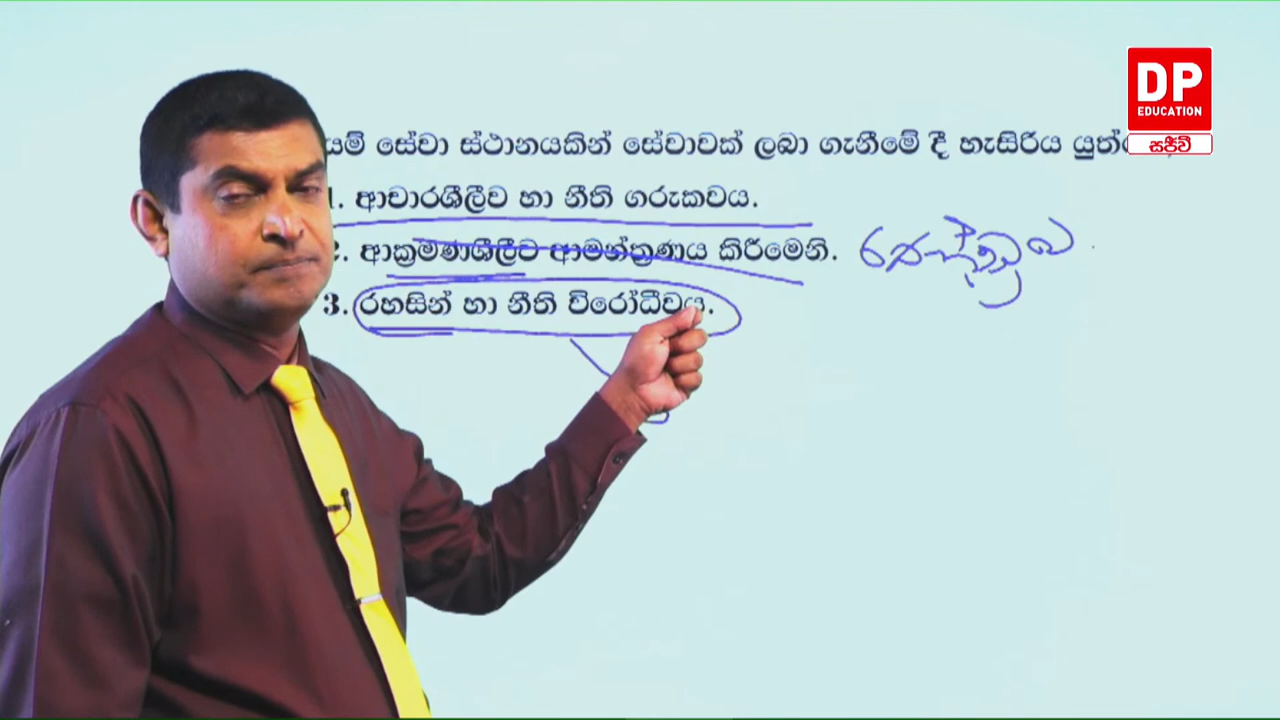 DP
EDUCATION
සජීවී
යම් සේවා ස්ථානයකින් සේවාවක් ලබා ගැනීමේ දී හැසිරිය
1. ආචාරශීලීව හා නීති ගරුකවය.
2. ආක්‍රමණශීලීව ආමන්ත්‍රණය කිරීමෙනි.
3. රහසින් හා නීති විරෝධීවය.